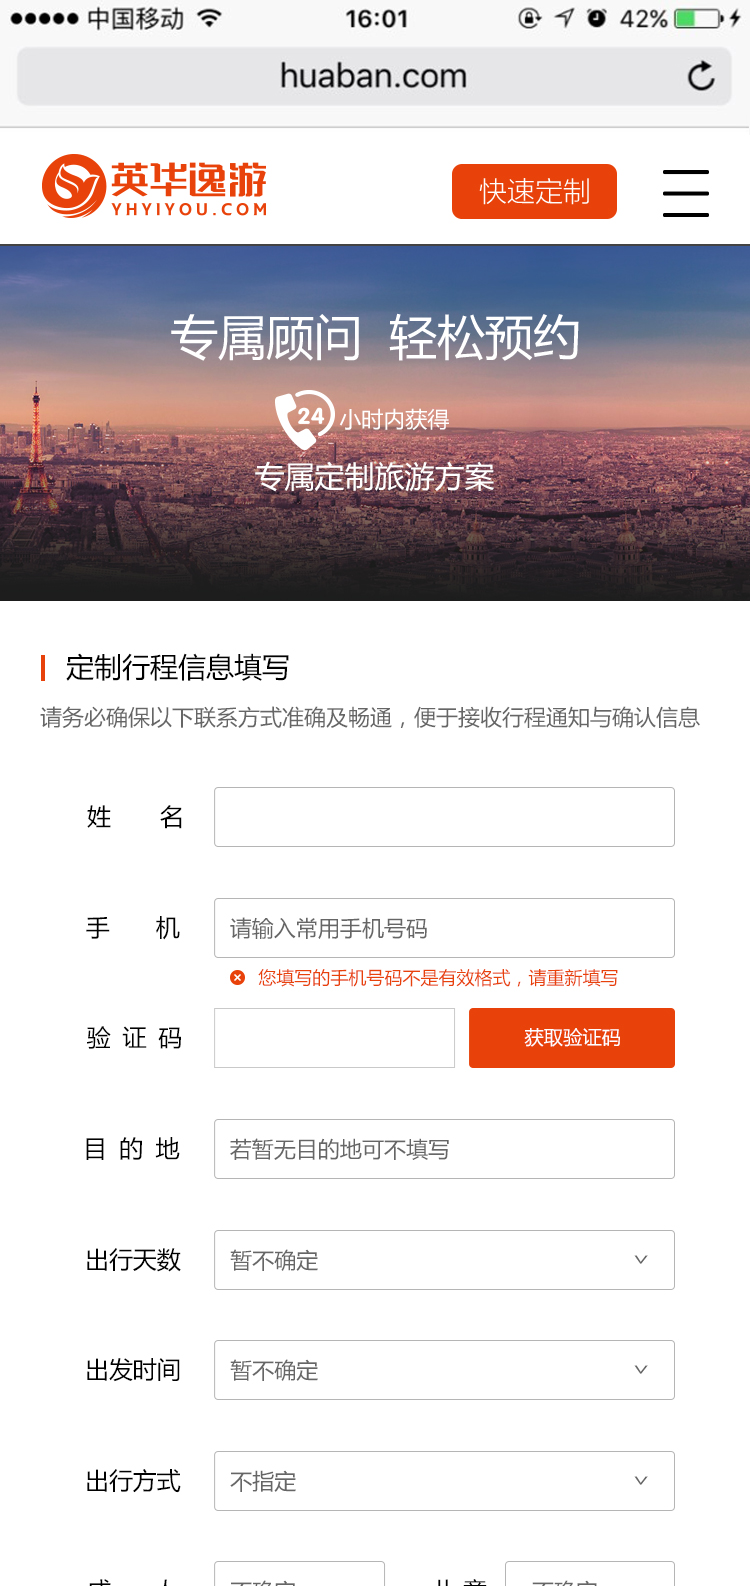 中国移动 16:01 42%
huaban.com
英华逸游
YHYIYOU.COM
快速定制
专属顾问 轻松预约
24 小时内获得
专属定制旅游方案
定制行程信息填写
请务必确保以下联系方式准确及畅通，便于接收行程通知与确认信息
姓 名
手 机 请输入常用手机号码
您填写的手机号码不是有效格式，请重新填写
验 证 码 获取验证码
目 的 地 若暂无目的地可不填写
出行天数 暂不确定
出发时间 暂不确定
出行方式 不指定